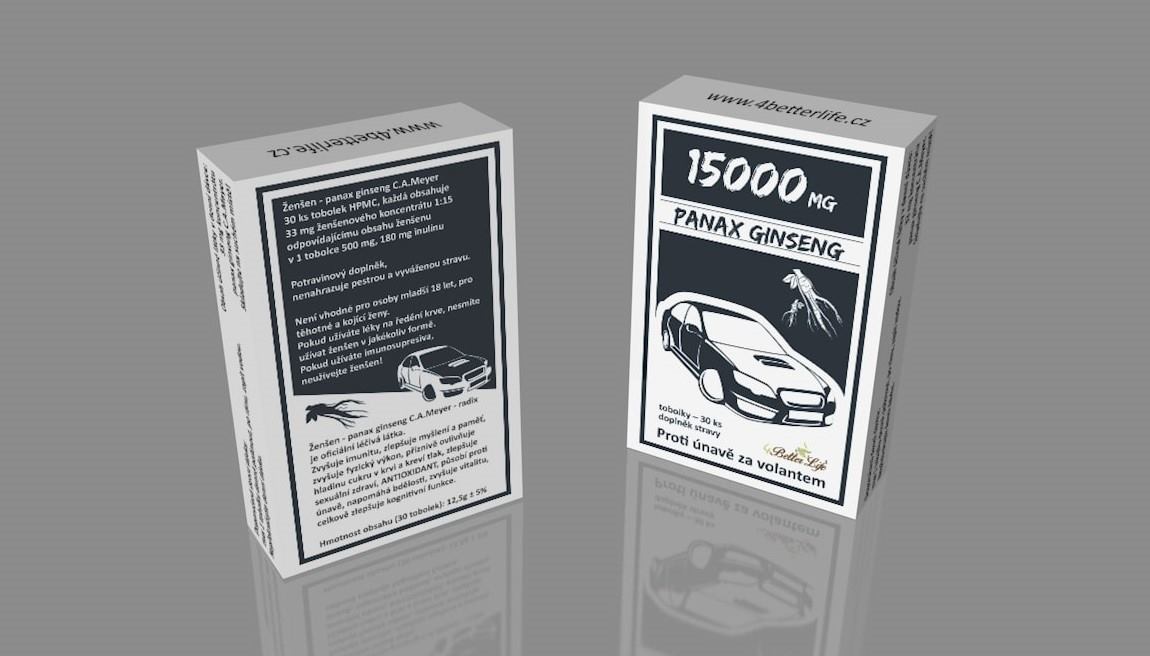 www.4betterlife.cz
Ženšen - panax ginseng C.A.Meyer
30 ks tobolek HPMC, každá obsahuje
33 mg ženšenového koncentrátu 1:15
odpovídajícímu obsahu ženšenu
v 1 tobolce 500 mg, 180 mg inulínu
Potravinový doplněk,
nenahrazuje pestrou a vyváženou stravu.
Není vhodné pro osoby mladší 18 let, pro
těhotné a kojící ženy.
Pokud užíváte léky na ředění krve, nesmíte
užívat ženšen v jakékoliv formě.
Pokud užíváte imunosupresiva,
neužívejte ženšen!
Ženšen - panax ginseng C.A.Meyer - radix
je oficiální léčivá látka.
Zvyšuje imunitu, zlepšuje myšlení a paměť,
zvyšuje fyzický výkon, příznivě ovlivňuje
hladinu cukru v krvi a krevní tlak, zlepšuje
sexuální zdraví, ANTIOXIDANT, působí proti
únavě, napomáhá bdělosti, zvyšuje vitalitu,
celkově zlepšuje kognitivní funkce.
Hmotnost obsahu (30 tobolek): 12,5g ± 5%
www.4betterlife.cz
15000 MG
PANAX GINSENG
tobolky – 30 ks
doplněk stravy
4Better Life
Proti únavě za volantem